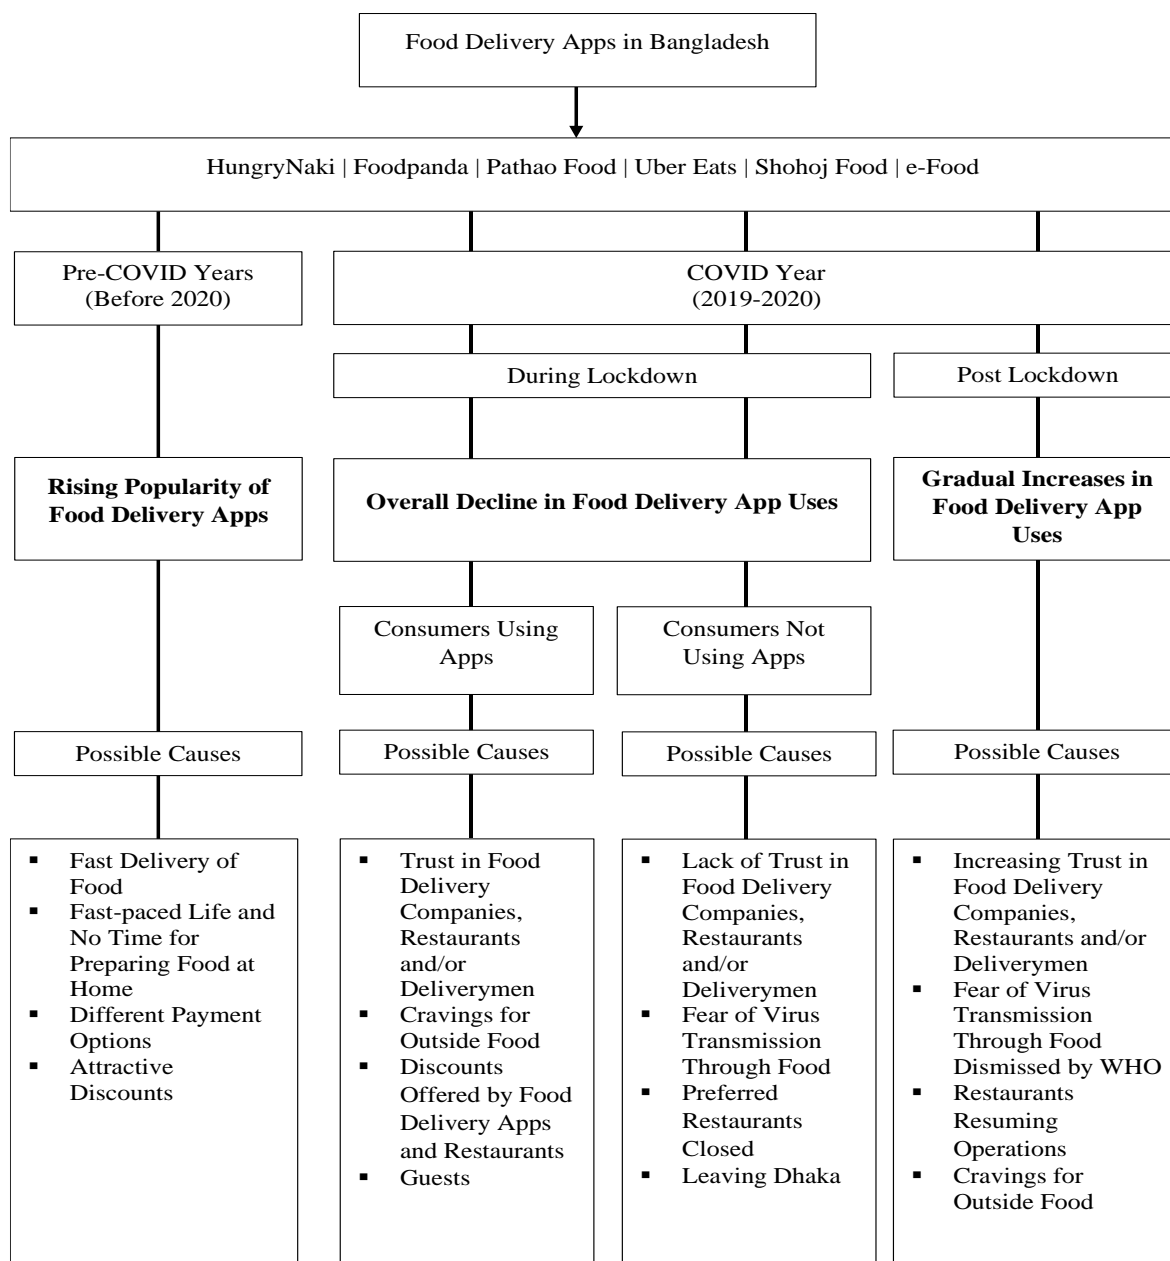 Food Delivery Apps in Bangladesh
HungryNaki | Foodpanda | Pathao Food | Uber Eats | Shohoj Food | e-Food
Pre-COVID Years
(Before 2020)
COVID Year
(2019-2020)
During Lockdown
Post Lockdown
Rising Popularity of
Food Delivery Apps
Overall Decline in Food Delivery App Uses
Gradual Increases in
Food Delivery App
Uses
Consumers Using
Apps
Consumers Not
Using Apps
Possible Causes
Possible Causes
Possible Causes
Possible Causes
▪ Fast Delivery of
Food
▪ Fast-paced Life and
No Time for
Preparing Food at
Home
▪ Different Payment
Options
▪ Attractive
Discounts
▪ Trust in Food
Delivery
Companies,
Restaurants
and/or
Deliverymen
▪ Cravings for
Outside Food
▪ Discounts
Offered by Food
Delivery Apps
and Restaurants
▪ Guests
▪ Lack of Trust in
Food Delivery
Companies,
Restaurants
and/or
Deliverymen
▪ Fear of Virus
Transmission
Through Food
▪ Preferred
Restaurants
Closed
▪ Leaving Dhaka
▪ Increasing Trust in
Food Delivery
Companies,
Restaurants and/or
Deliverymen
▪ Fear of Virus
Transmission
Through Food
Dismissed by WHO
▪ Restaurants
Resuming
Operations
▪ Cravings for
Outside Food